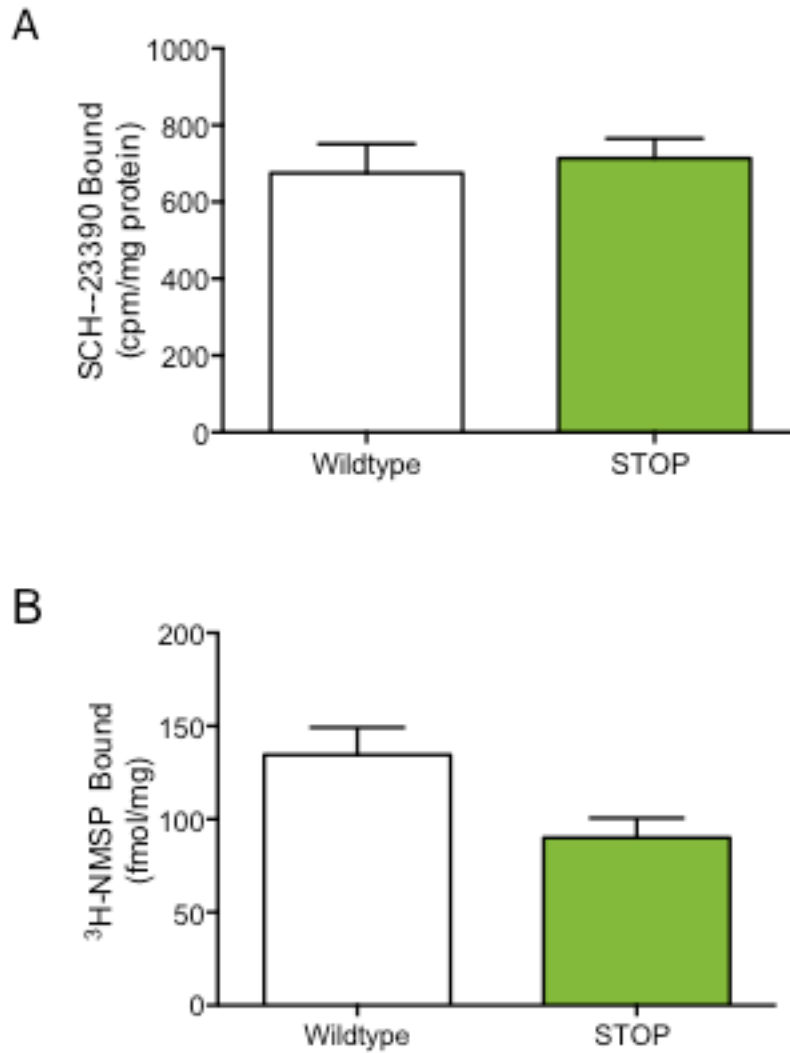 A
SCH--23390 Bound
(cpm/mg protein)
1000
800
600
400
200
0
Wildtype STOP
B
³H-NMSP Bound
(fmol/mg)
200
150
100
50
0
Wildtype STOP